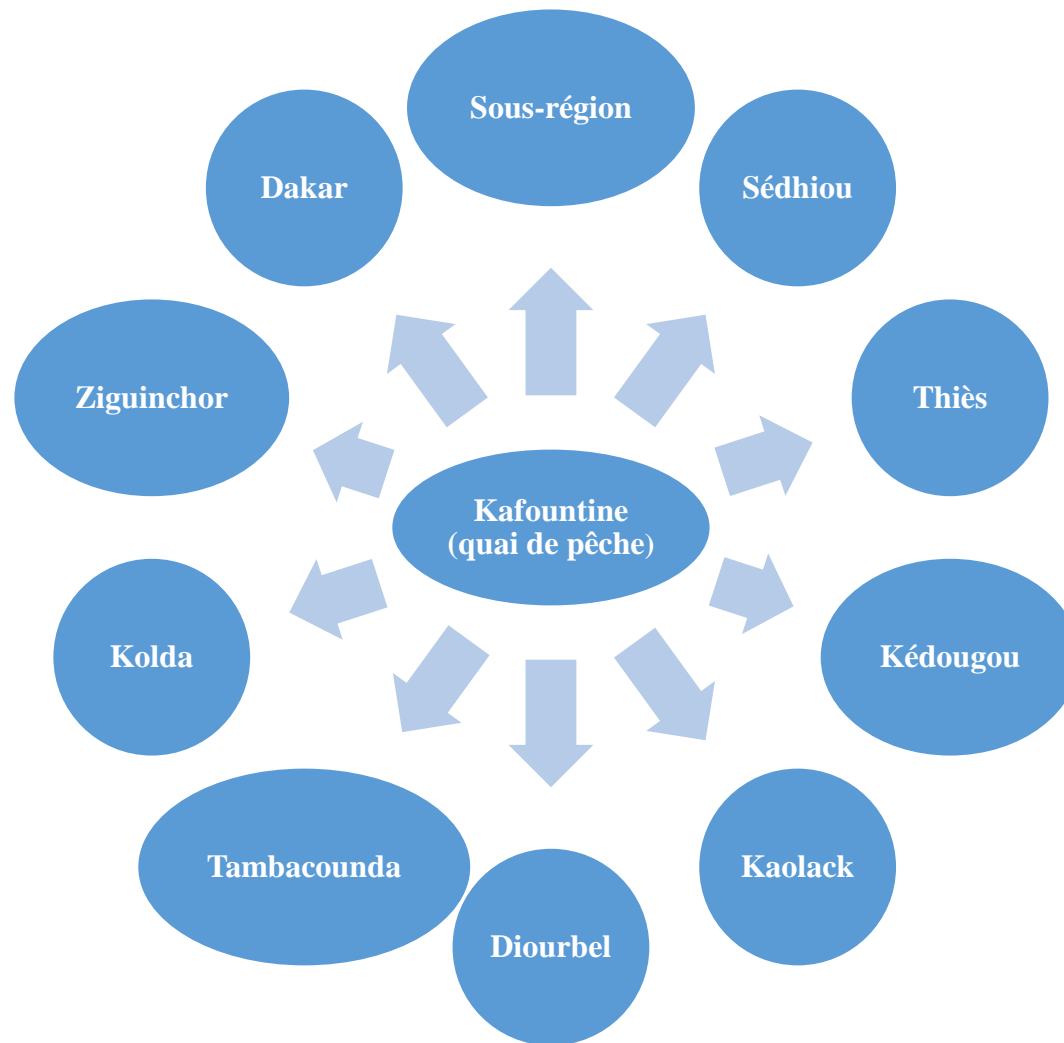 Sous-région
Dakar
Sédhiou
Ziguinchor
Thiès
Kafountine
(quai de pêche)
Kolda
Kédougou
Tambacounda
Kaolack
Diourbel